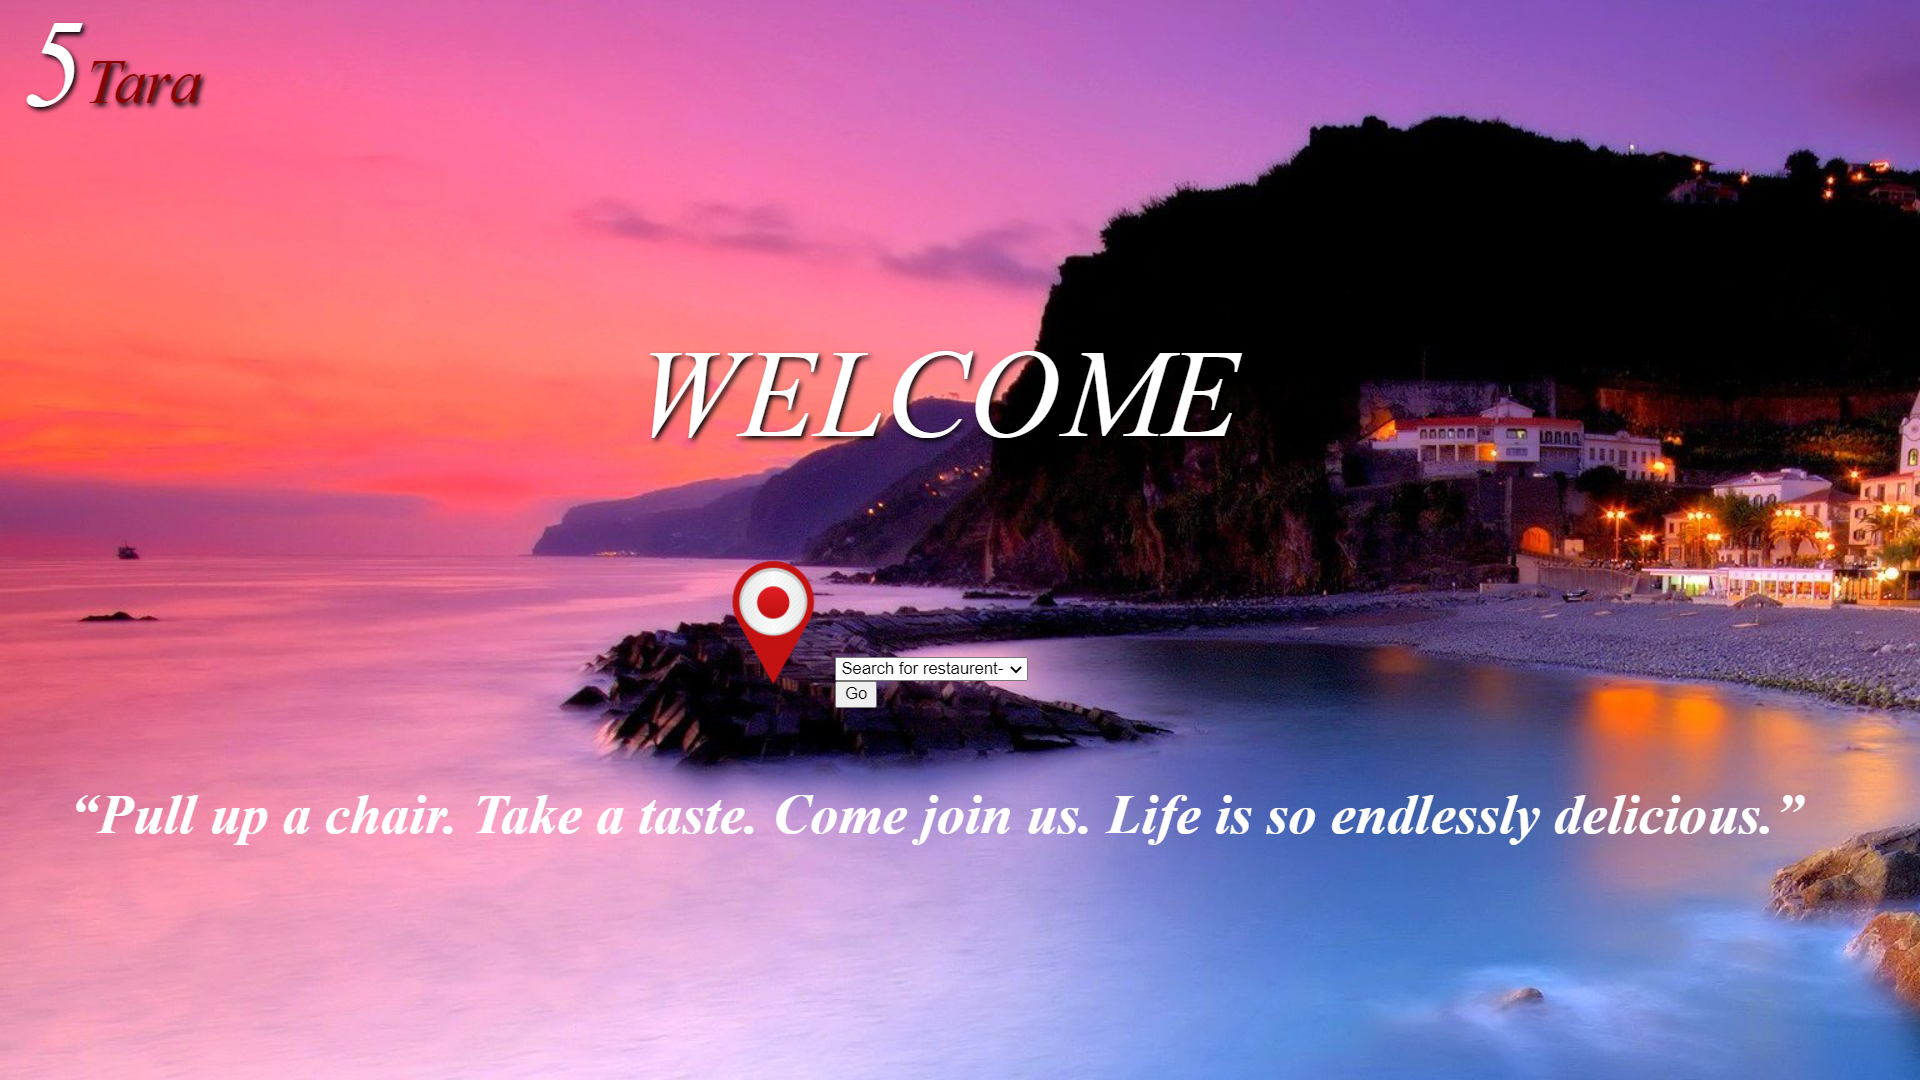 5 Tara
WELCOME
Search for restaurent-
Go
“Pull up a chair. Take a taste. Come join us. Life is so endlessly delicious.”